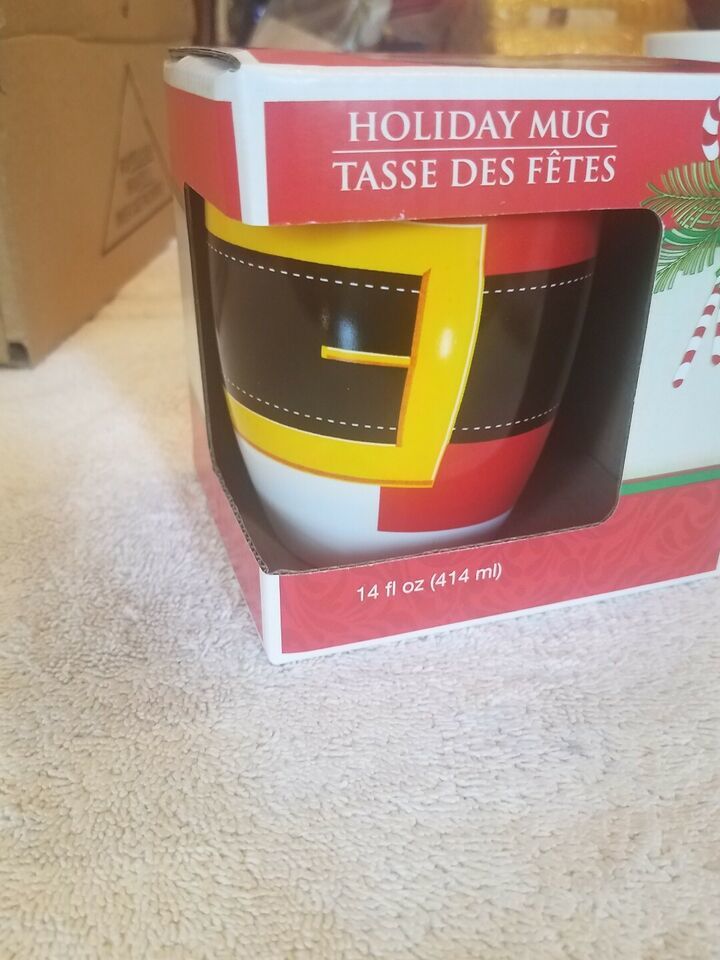 HOLIDAY MUG
TASSE DES FÊTES
14 fl oz (414 ml)